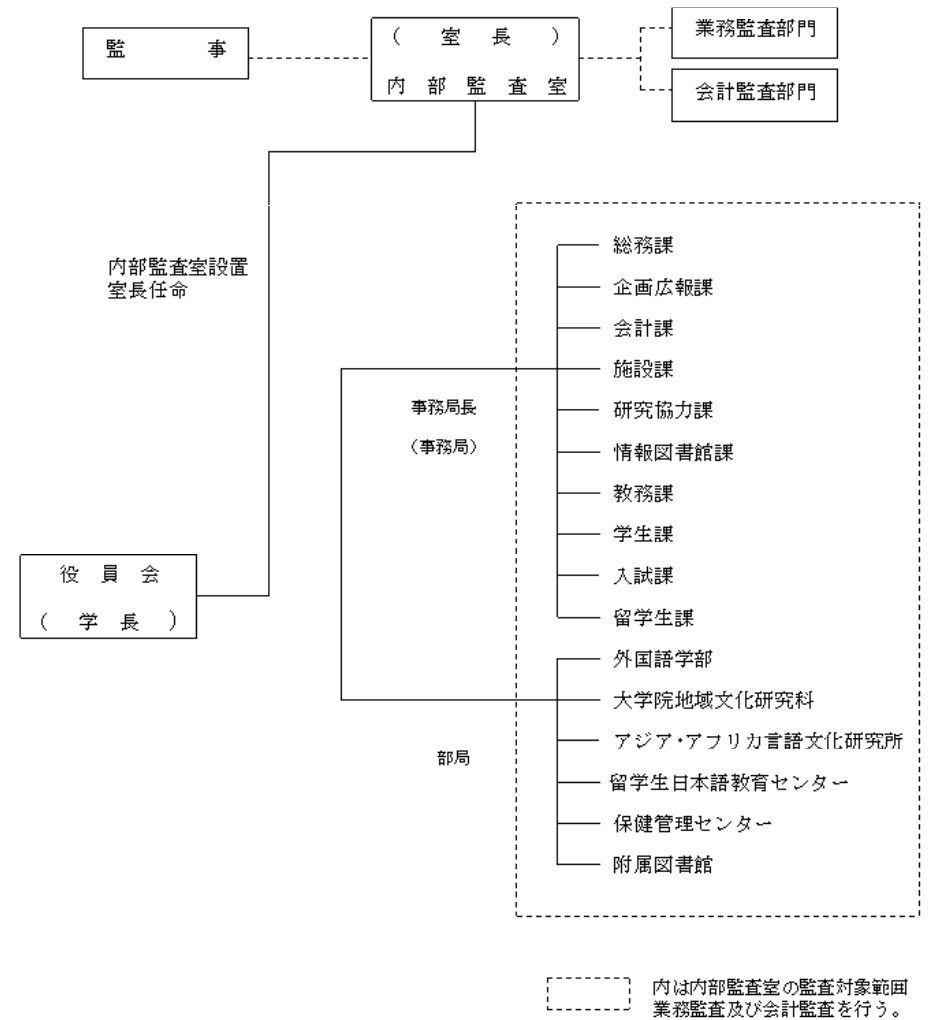 監事
(室長)
内部監査室
業務監査部門
会計監査部門
内部監査室設置
室長任命
総務課
企画広報課
会計課
施設課
事務局長
研究協力課
(事務局)
情報図書館課
教務課
学生課
役員会
(学長)
入試課
留学生課
外国語学部
大学院地域文化研究科
アジア・アフリカ言語文化研究所
部局
留学生日本語教育センター
保健管理センター
附属図書館
内は内部監査室の監査対象範囲
業務監査及び会計監査を行う。